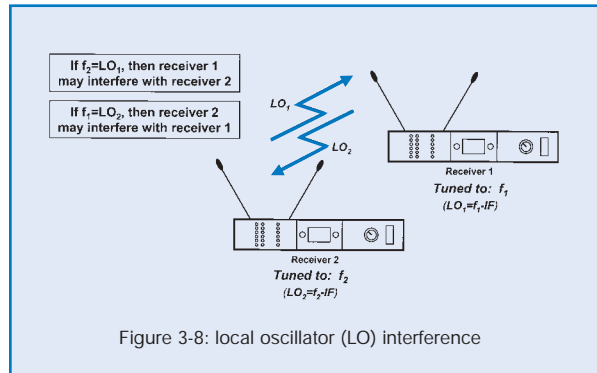 If f₂=LO₁, then receiver 1
may interfere with receiver 2
If f₁=LO₂, then receiver 2
may interfere with receiver 1
LO₁
LO₂
Receiver 1
Tuned to: f₁
(LO₁=f₁-IF)
Receiver 2
Tuned to: f₂
(LO₂=f₂-IF)
Figure 3-8: local oscillator (LO) interference